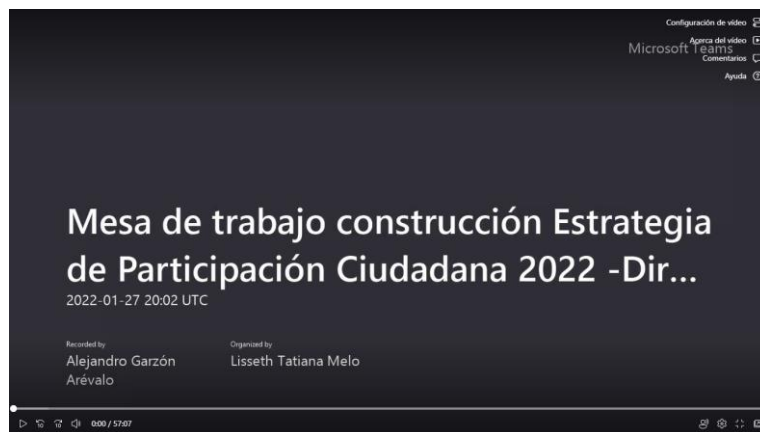 Configuración de vídeo
Acerca del vídeo
Microsoft Teams
Comentarios
Ayuda
Mesa de trabajo construcción Estrategia
de Participación Ciudadana 2022 -Dir...
2022-01-27 20:02 UTC
Recorded by
Organized by
Alejandro Garzón
Arévalo
Lisseth Tatiana Melo
0:00 / 57:07